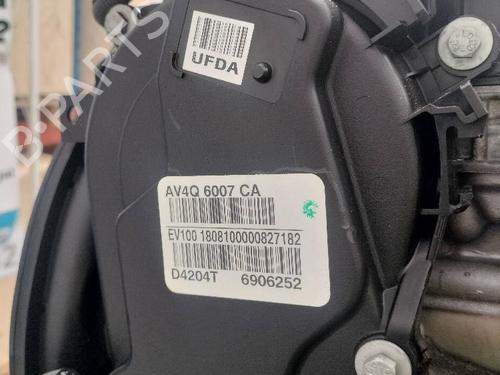 UFDA
AV4Q 6007 CA
EV100 1808100000827182
D4204T 6906252
B-PARTS